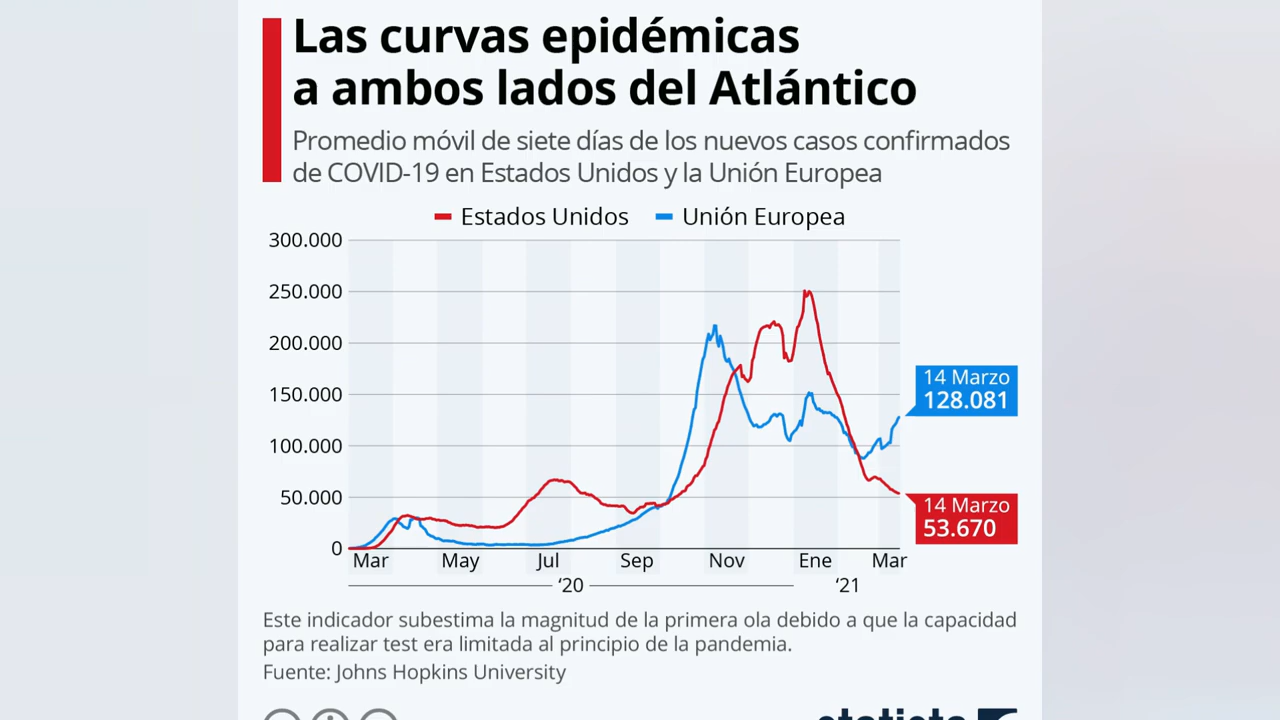 Las curvas epidémicas
a ambos lados del Atlántico
Promedio móvil de siete días de los nuevos casos confirmados
de COVID-19 en Estados Unidos y la Unión Europea
Estados Unidos Unión Europea
300.000
250.000
200.000
150.000
100.000
50.000
0
14 Marzo
128.081
14 Marzo
53.670
Mar May Jul Sep Nov Ene Mar
‘20 ‘21
Este indicador subestima la magnitud de la primera ola debido a que la capacidad
para realizar test era limitada al principio de la pandemia.
Fuente: Johns Hopkins University